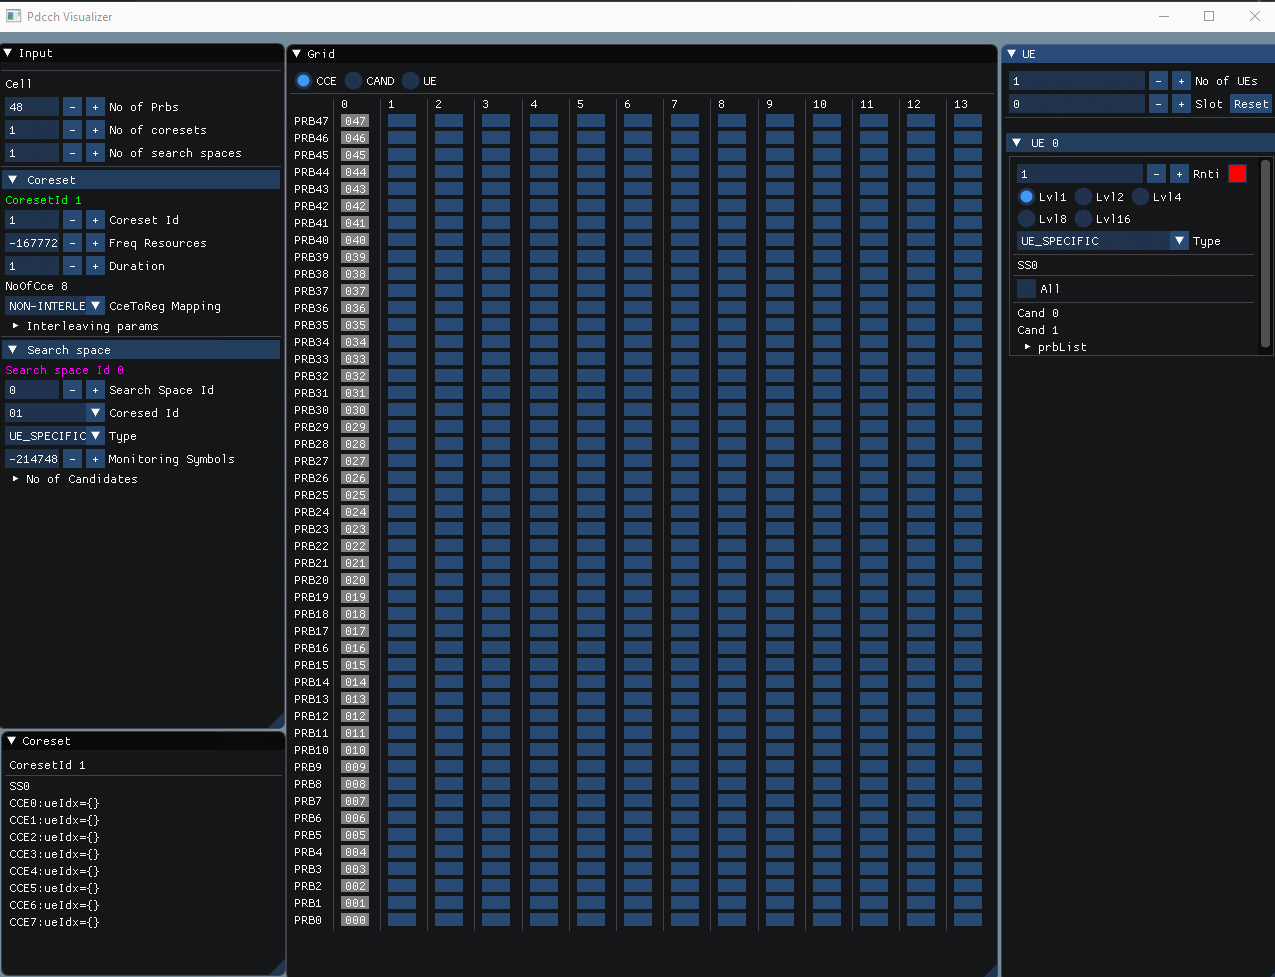 Pdcch Visualizer
Input
Cell
48 - + No of Prbs
1 - + No of coresets
1 - + No of search spaces
Coreset
CoresetId 1
1 - + Coreset Id
-167772 - + Freq Resources
1 - + Duration
NoOfCce 8
NON-INTERLE CceToReg Mapping
Interleaving params
Search space
Search space Id 0
0 - + Search Space Id
01 Coresed Id
UE_SPECIFIC Type
-214748 - + Monitoring Symbols
No of Candidates
Coreset
CoresetId 1
SS0
CCE0:ueIdx={}
CCE1:ueIdx={}
CCE2:ueIdx={}
CCE3:ueIdx={}
CCE4:ueIdx={}
CCE5:ueIdx={}
CCE6:ueIdx={}
CCE7:ueIdx={}
Grid
CCE CAND UE
0 1 2 3 4 5 6 7 8 9 10 11 12 13
PRB47 047
PRB46 046
PRB45 045
PRB44 044
PRB43 043
PRB42 042
PRB41 041
PRB40 040
PRB39 039
PRB38 038
PRB37 037
PRB36 036
PRB35 035
PRB34 034
PRB33 033
PRB32 032
PRB31 031
PRB30 030
PRB29 029
PRB28 028
PRB27 027
PRB26 026
PRB25 025
PRB24 024
PRB23 023
PRB22 022
PRB21 021
PRB20 020
PRB19 019
PRB18 018
PRB17 017
PRB16 016
PRB15 015
PRB14 014
PRB13 013
PRB12 012
PRB11 011
PRB10 010
PRB9 009
PRB8 008
PRB7 007
PRB6 006
PRB5 005
PRB4 004
PRB3 003
PRB2 002
PRB1 001
PRB0 000
UE
1 - + No of UEs
0 - + Slot Reset
UE 0
1 - + Rnti
Lvl1 Lvl2 Lvl4
Lvl8 Lvl16
UE_SPECIFIC Type
SS0
All
Cand 0
Cand 1
prbList